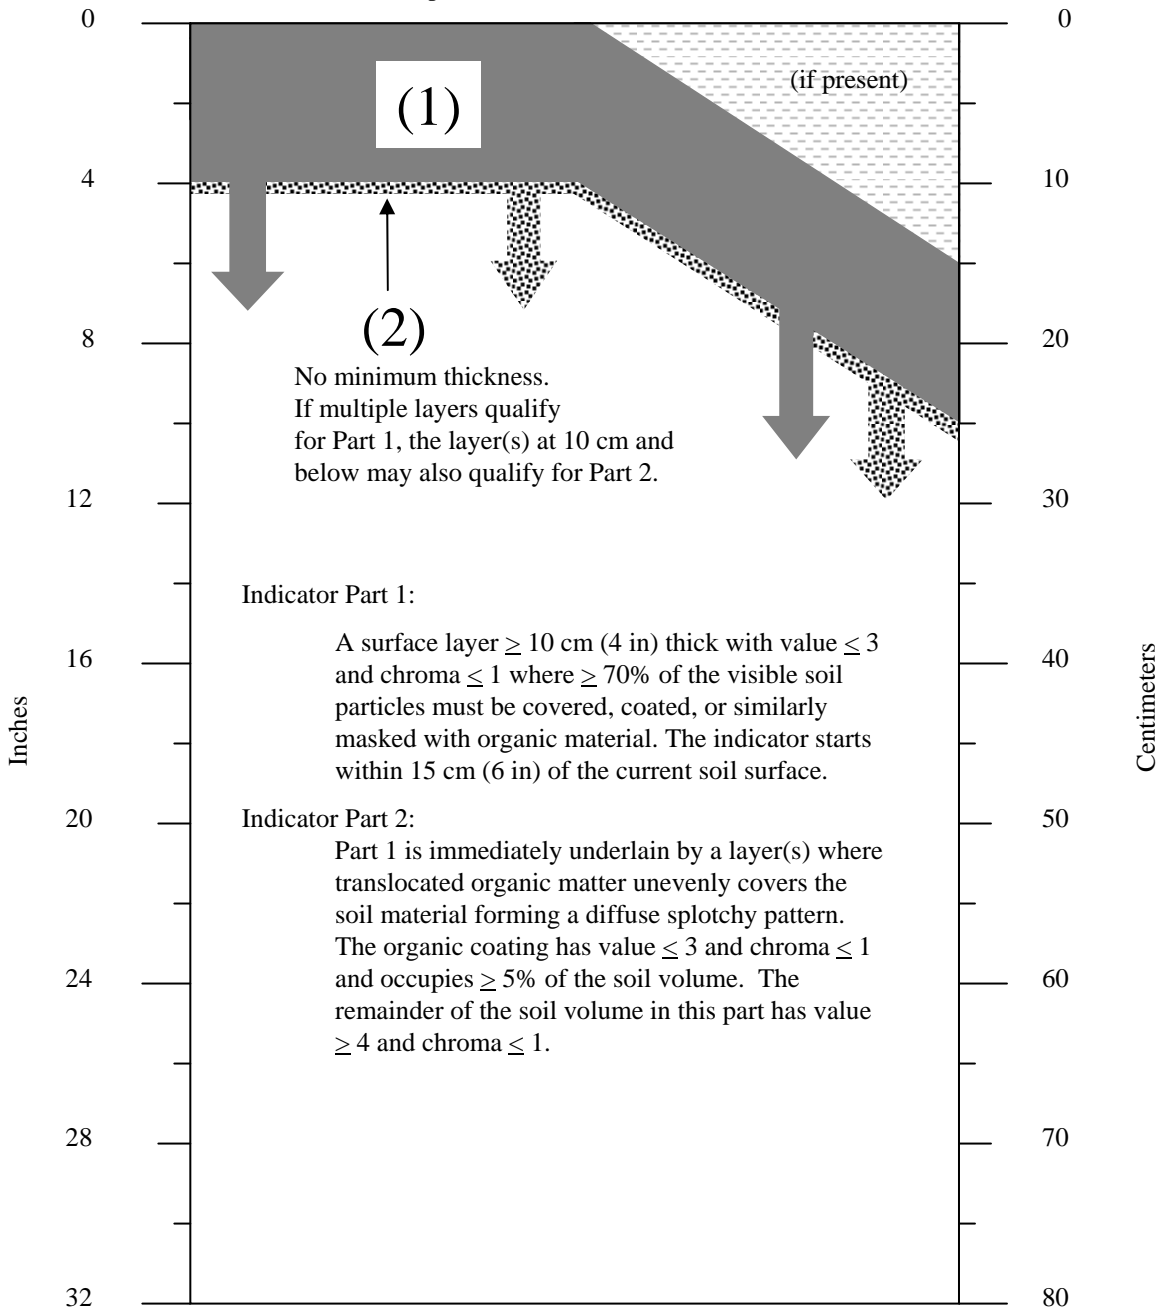 0
0
(if present)
(1)
4
10
(2)
8
20
No minimum thickness.
If multiple layers qualify
for Part 1, the layer(s) at 10 cm and
below may also qualify for Part 2.
12
30
Indicator Part 1:
A surface layer ≥ 10 cm (4 in) thick with value ≤ 3
and chroma ≤ 1 where ≥ 70% of the visible soil
particles must be covered, coated, or similarly
masked with organic material. The indicator starts
within 15 cm (6 in) of the current soil surface.
16
40
Inches
Centimeters
Indicator Part 2:
20
50
Part 1 is immediately underlain by a layer(s) where
translocated organic matter unevenly covers the
soil material forming a diffuse splotchy pattern.
The organic coating has value ≤ 3 and chroma ≤ 1
and occupies ≥ 5% of the soil volume.  The
remainder of the soil volume in this part has value
≥ 4 and chroma ≤ 1.
24
60
28
70
32
80